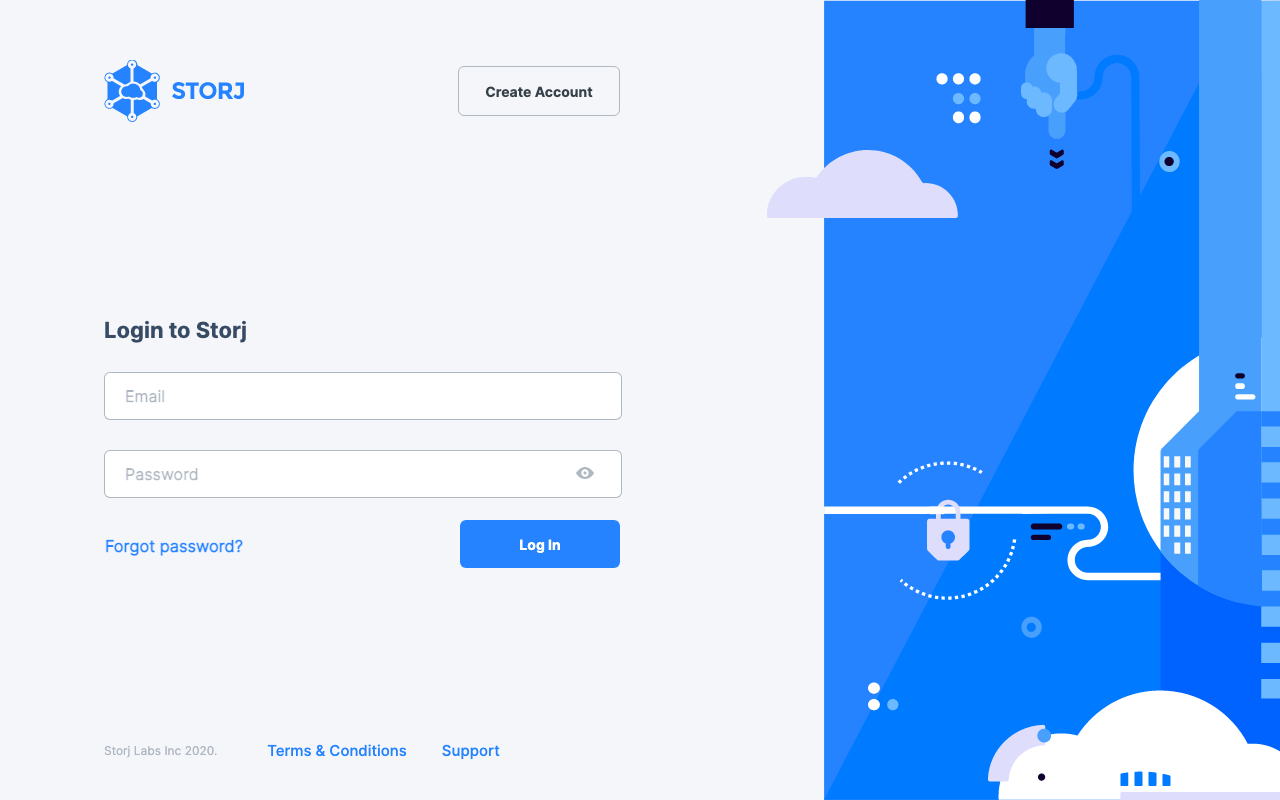 STORJ
Create Account
Login to Storj
Email
Password
Forgot password?
Log In
Storj Labs Inc 2020.
Terms & Conditions
Support